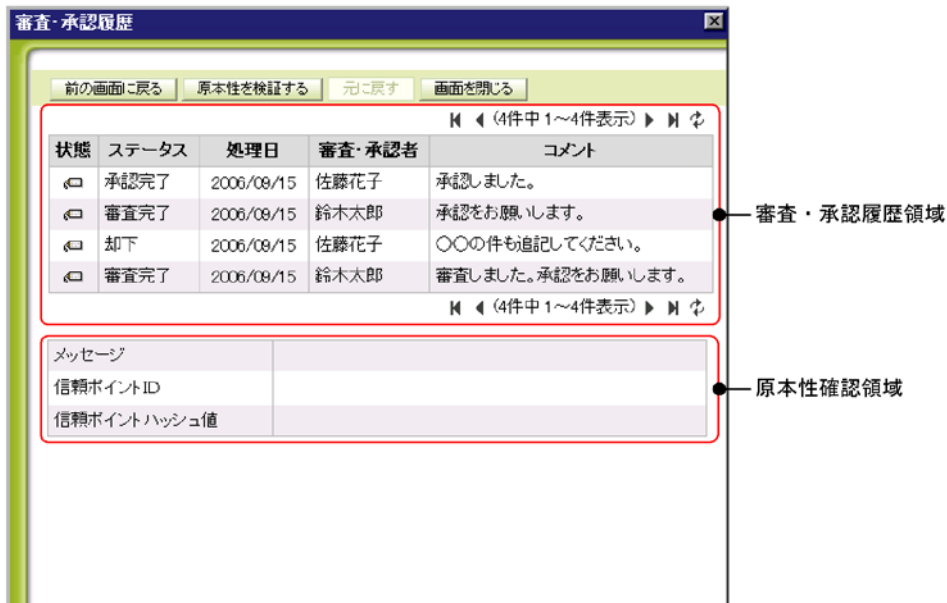 審査・承認履歴
前の画面に戻る 原本性を検証する 元に戻す 画面を閉じる
(4件中 1～4件表示)
状態 ステータス 処理日 審査・承認者 コメント
承認完了 2006/09/15 佐藤花子 承認しました。
審査完了 2006/09/15 鈴木太郎 承認をお願いします。
審査・承認履歴領域
却下 2006/09/15 佐藤花子 〇〇の件も追記してください。
審査完了 2006/09/15 鈴木太郎 審査しました。承認をお願いします。
(4件中 1～4件表示)
メッセージ
信頼ポイントID
原本性確認領域
信頼ポイントハッシュ値